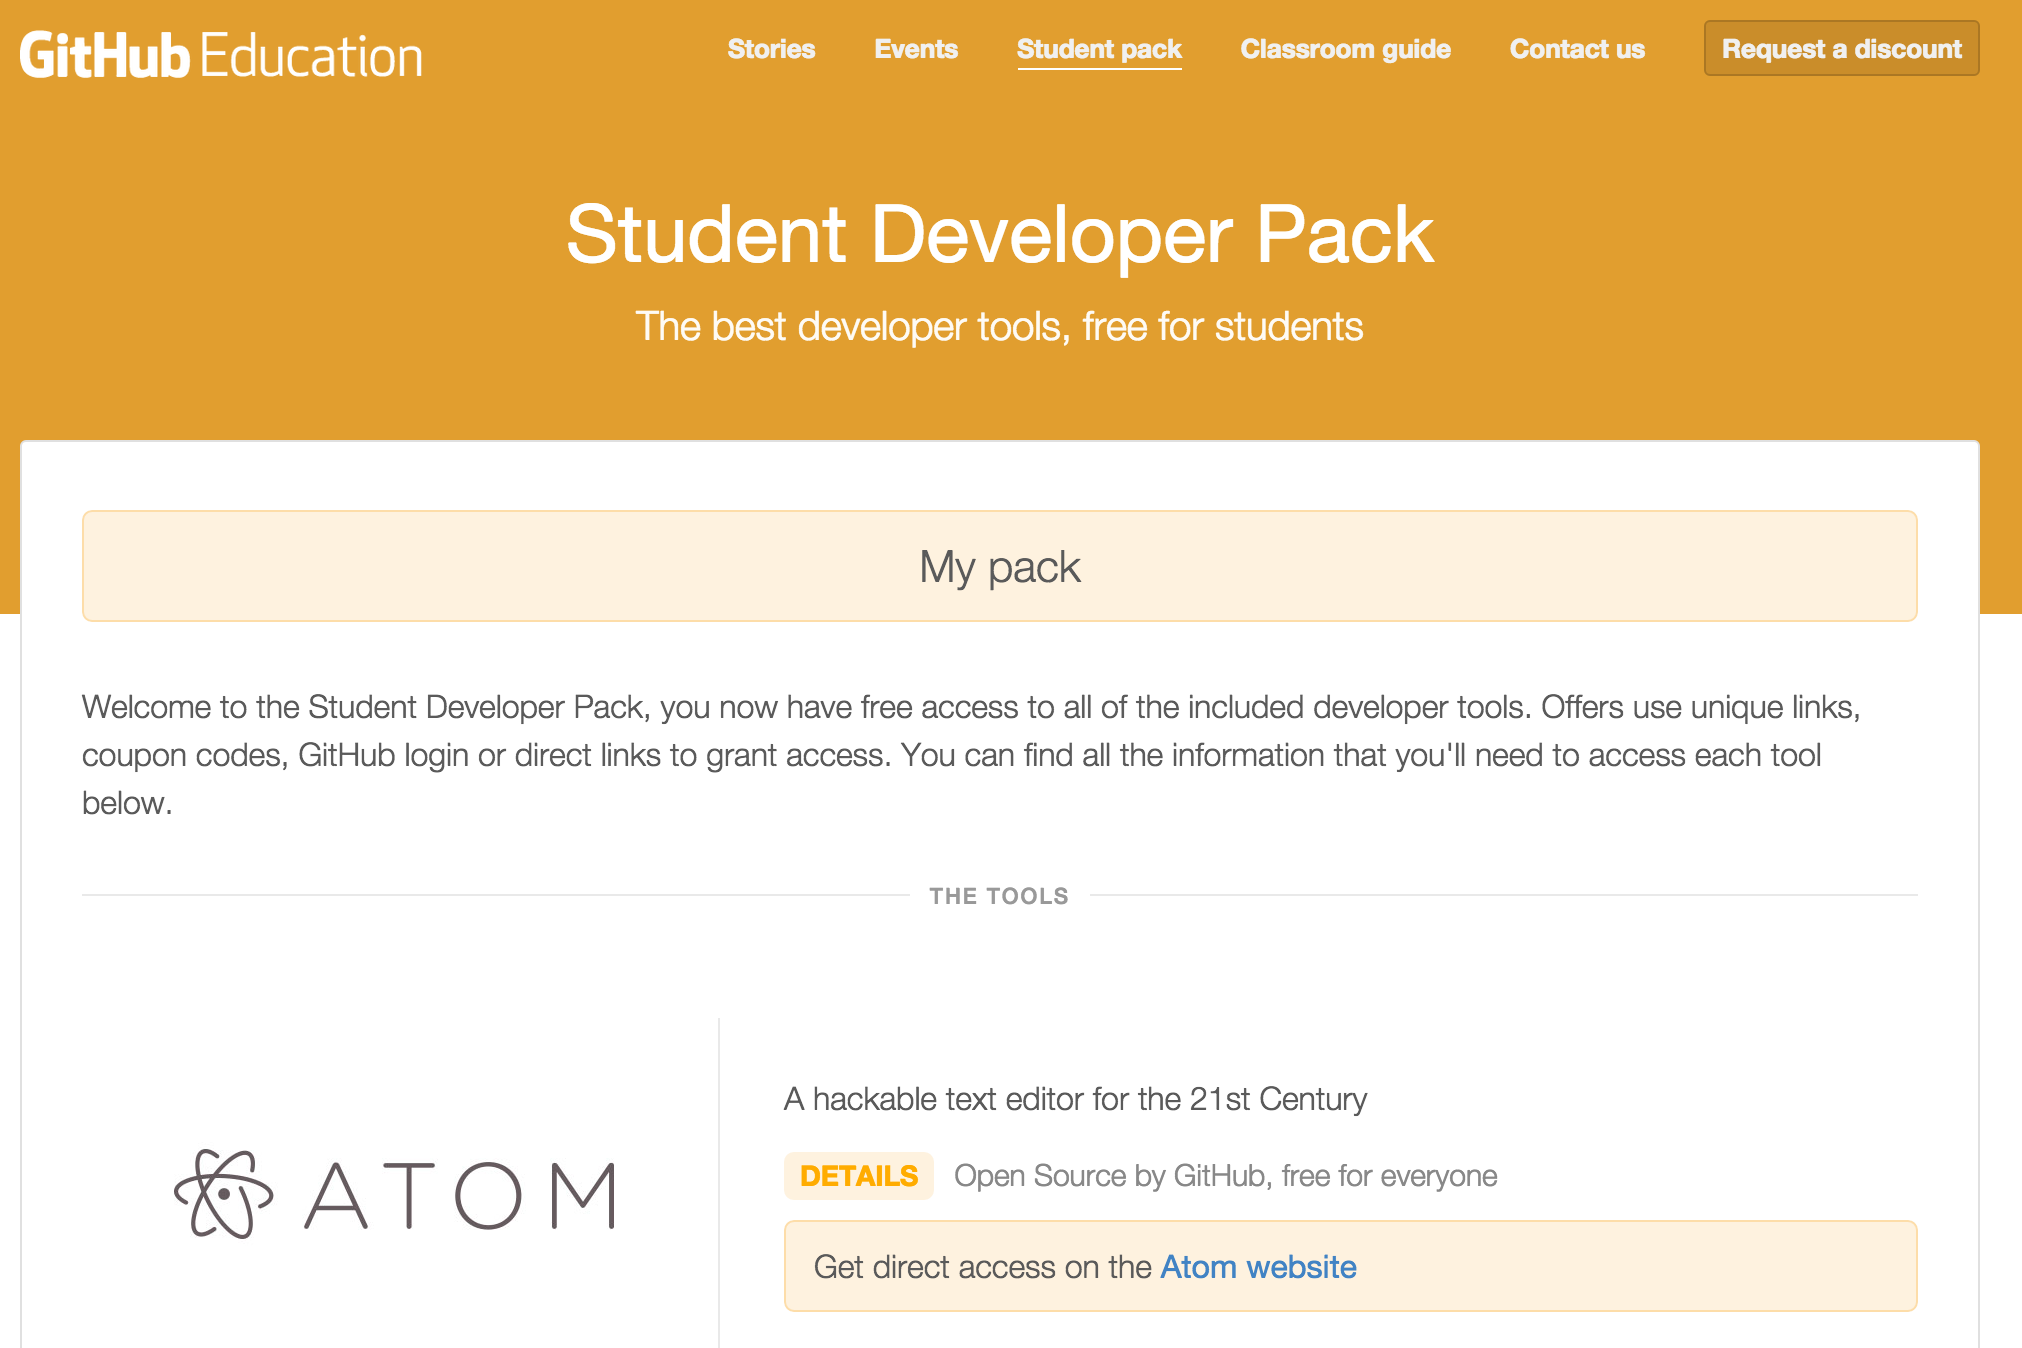 GitHub Education
Stories Events Student pack Classroom guide Contact us Request a discount
Student Developer Pack
The best developer tools, free for students
My pack
Welcome to the Student Developer Pack, you now have free access to all of the included developer tools. Offers use unique links,
coupon codes, GitHub login or direct links to grant access. You can find all the information that you'll need to access each tool
below.
THE TOOLS
ATOM
A hackable text editor for the 21st Century
DETAILS Open Source by GitHub, free for everyone
Get direct access on the Atom website